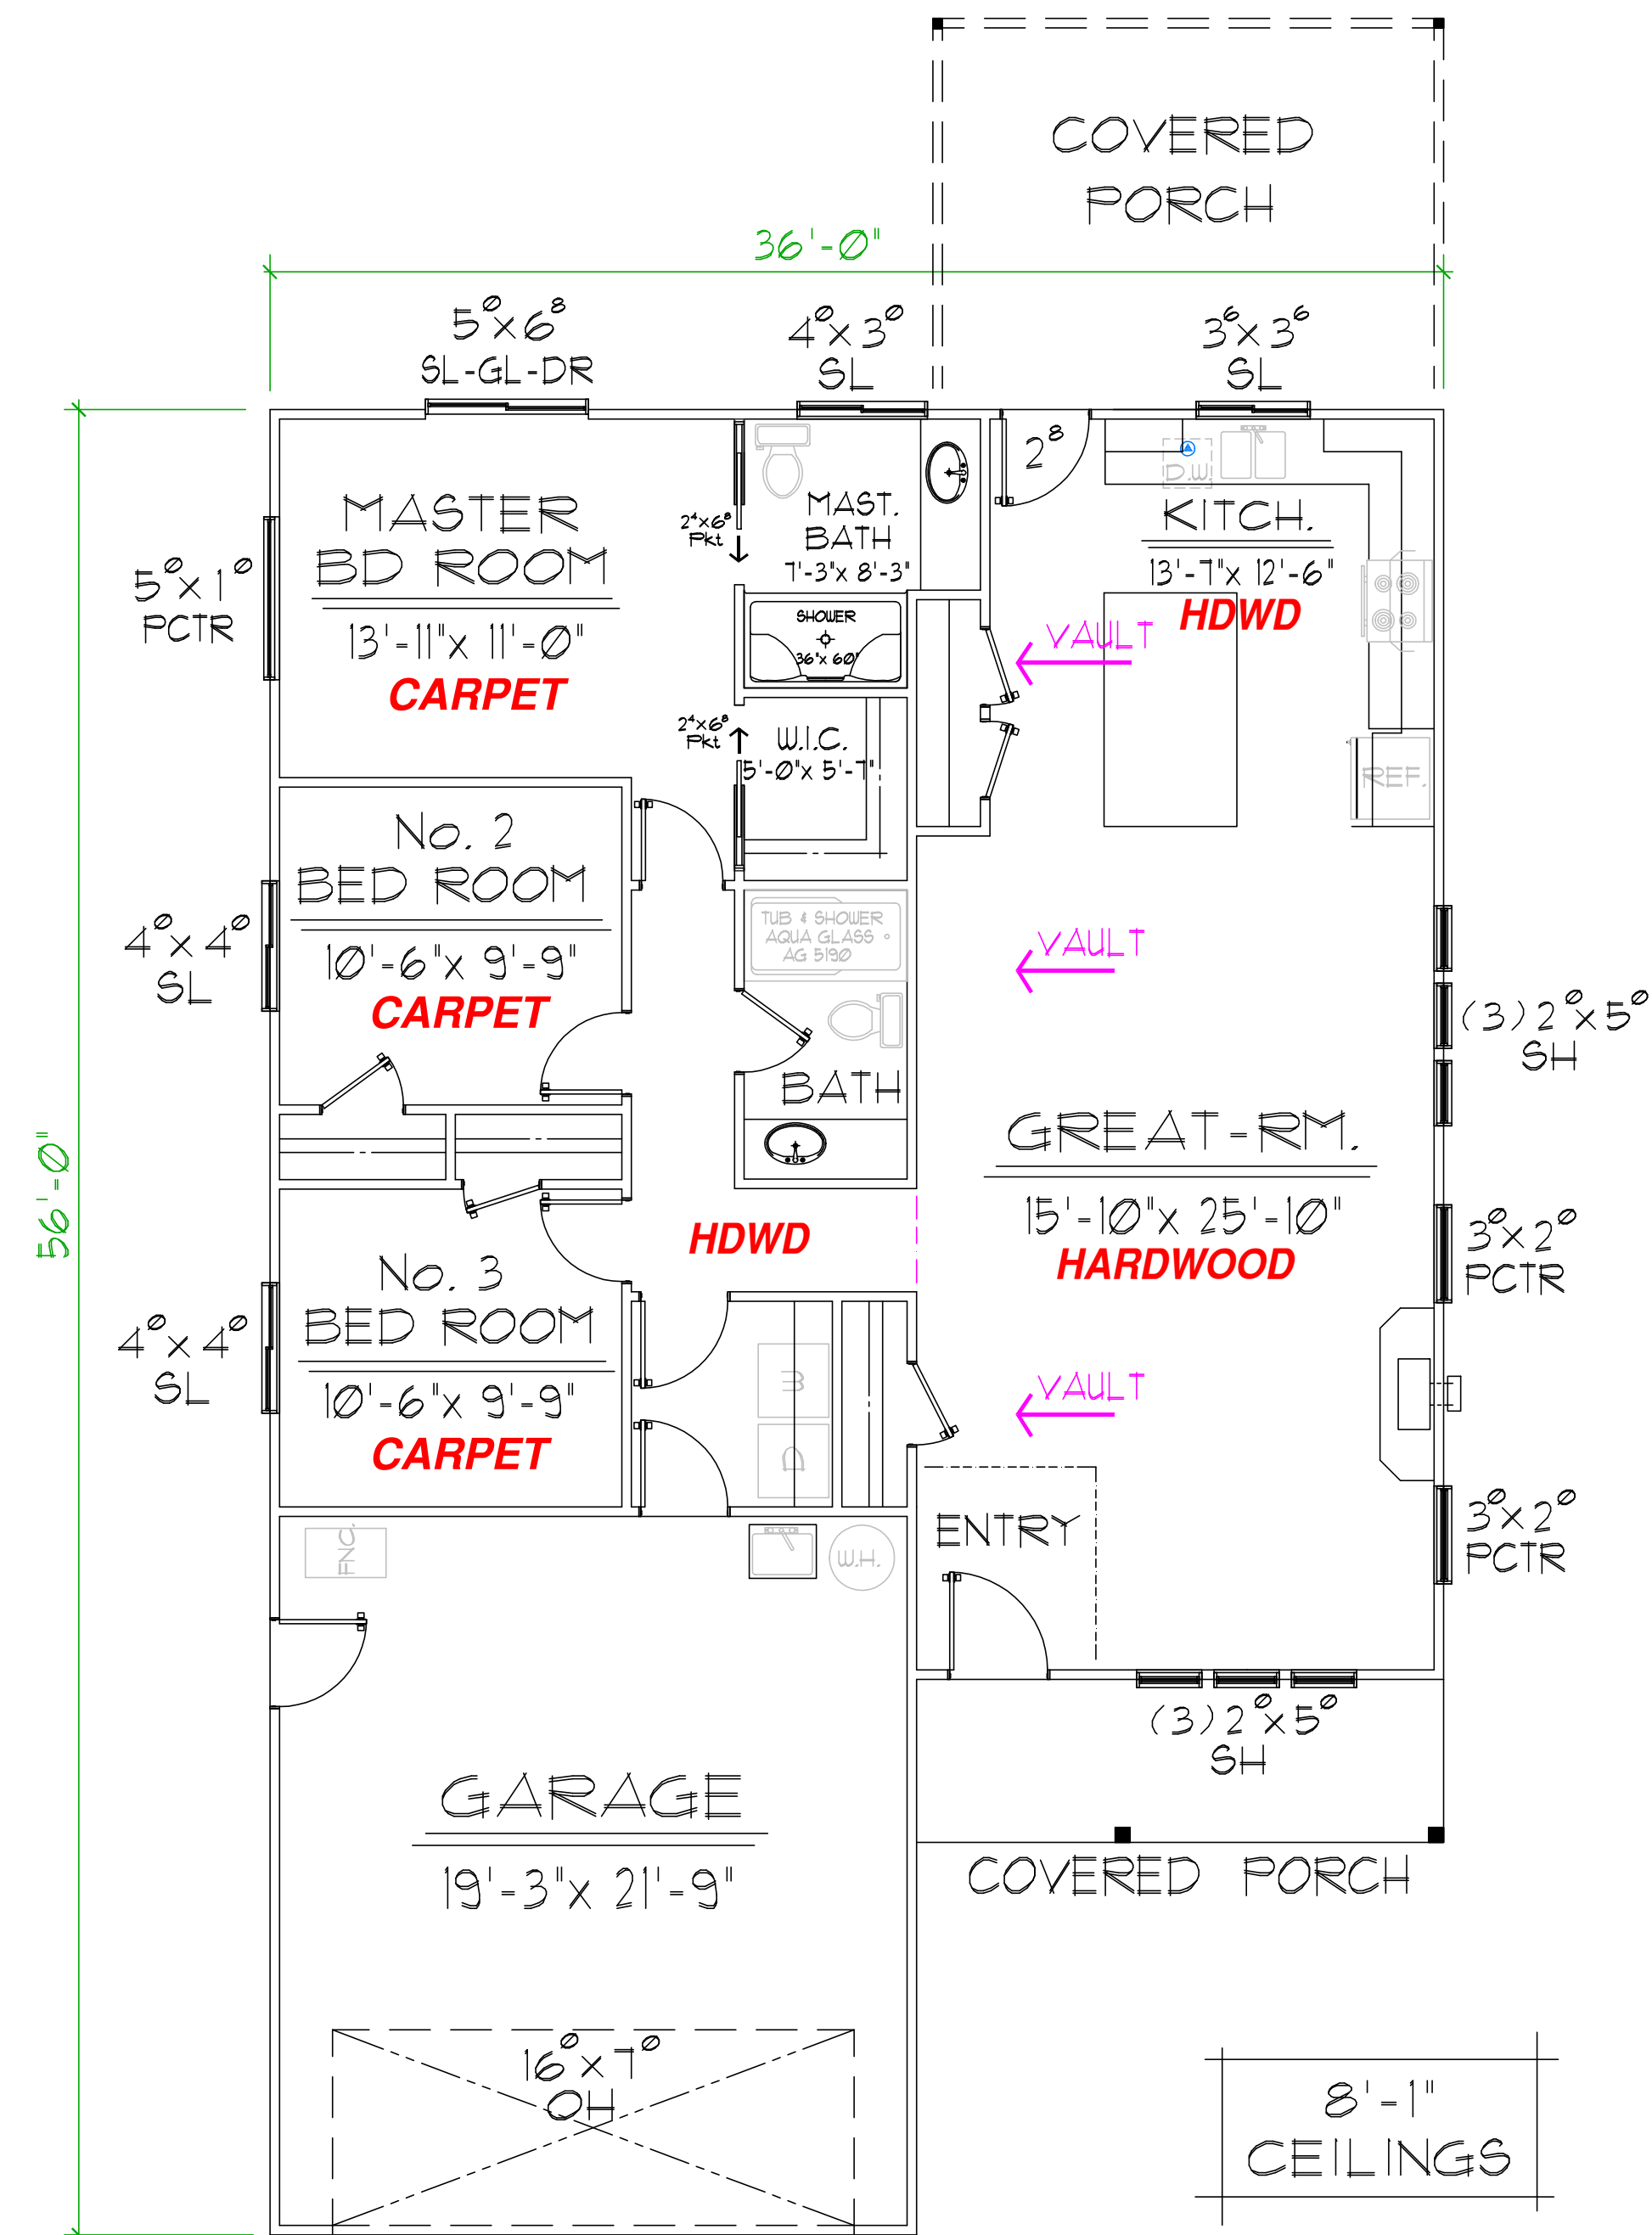 COVERED
PORCH
36'-0"
5⁰x6⁸
SL-GL-DR
4⁰x3⁰
SL
3⁶x3⁶
SL
2⁸
D.W.
MASTER
BD ROOM
13'-11"x 11'-0"
CARPET
5⁰x1⁰
PCTR
2⁴x6⁸
Pkt
MAST.
BATH
7'-3"x 8'-3"
SHOWER
36"x 60"
KITCH.
13'-7"x 12'-6"
HDWD
VAULT
2⁴x6⁸
Pkt
W.I.C.
5'-0"x 5'-7"
REF.
No. 2
BED ROOM
10'-6"x 9'-9"
CARPET
4⁰x4⁰
SL
TUB & SHOWER
AQUA GLASS
AG 5190
BATH
VAULT
(3)2⁰x5⁰
SH
GREAT-RM.
15'-10"x 25'-10"
HARDWOOD
56'-0"
HDWD
3⁰x2⁰
PCTR
No. 3
BED ROOM
10'-6"x 9'-9"
CARPET
4⁰x4⁰
SL
W
D
VAULT
3⁰x2⁰
PCTR
ENTRY
FNC.
W.H.
(3)2⁰x5⁰
SH
GARAGE
19'-3"x 21'-9"
COVERED PORCH
16⁰x7⁰
OH
8'-1"
CEILINGS